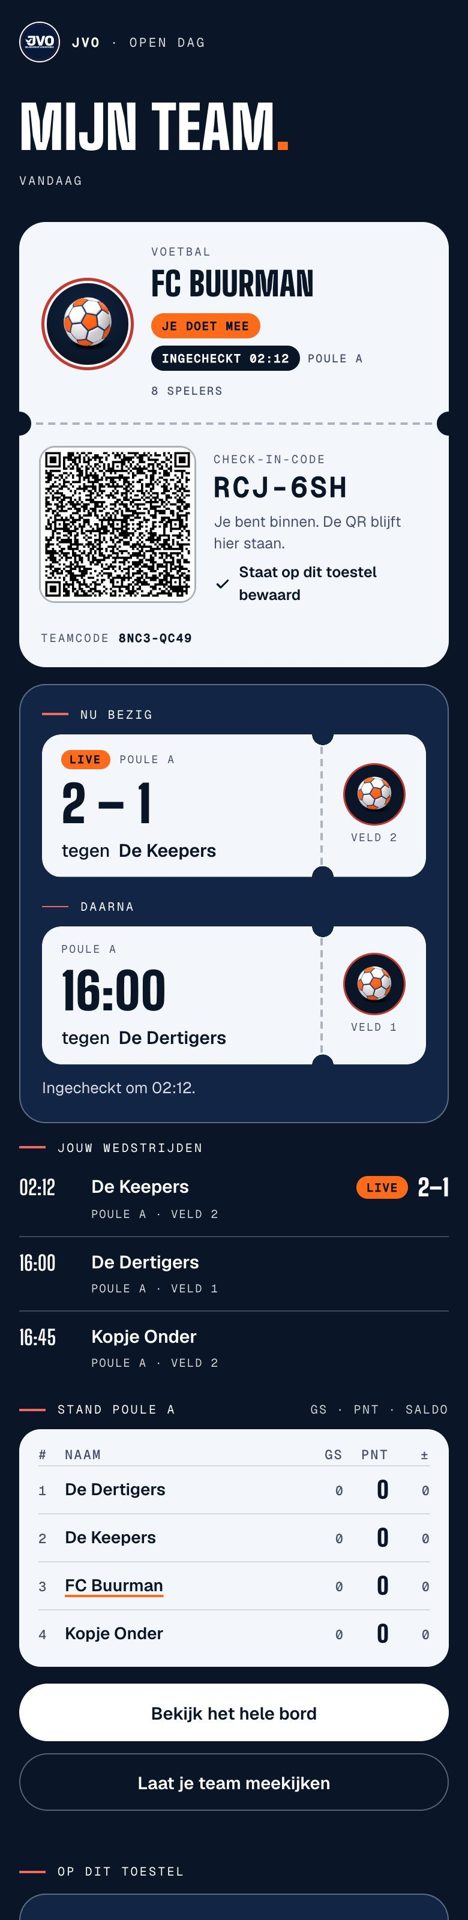 JVO
JVO · OPEN DAG
MIJN TEAM.
VANDAAG
VOETBAL
FC BUURMAN
JE DOET MEE
INGECHECKT 02:12 POULE A
8 SPELERS
CHECK-IN-CODE
RCJ-6SH
Je bent binnen. De QR blijft
hier staan.
Staat op dit toestel
bewaard
TEAMCODE 8NC3-QC49
NU BEZIG
LIVE POULE A
2 – 1
tegen De Keepers
VELD 2
DAARNA
POULE A
16:00
tegen De Dertigers
VELD 1
Ingecheckt om 02:12.
JOUW WEDSTRIJDEN
02:12 De Keepers LIVE 2–1
POULE A · VELD 2
16:00 De Dertigers
POULE A · VELD 1
16:45 Kopje Onder
POULE A · VELD 2
STAND POULE A GS · PNT · SALDO
# NAAM GS PNT ±
1 De Dertigers 0 0 0
2 De Keepers 0 0 0
3 FC Buurman 0 0 0
4 Kopje Onder 0 0 0
Bekijk het hele bord
Laat je team meekijken
OP DIT TOESTEL